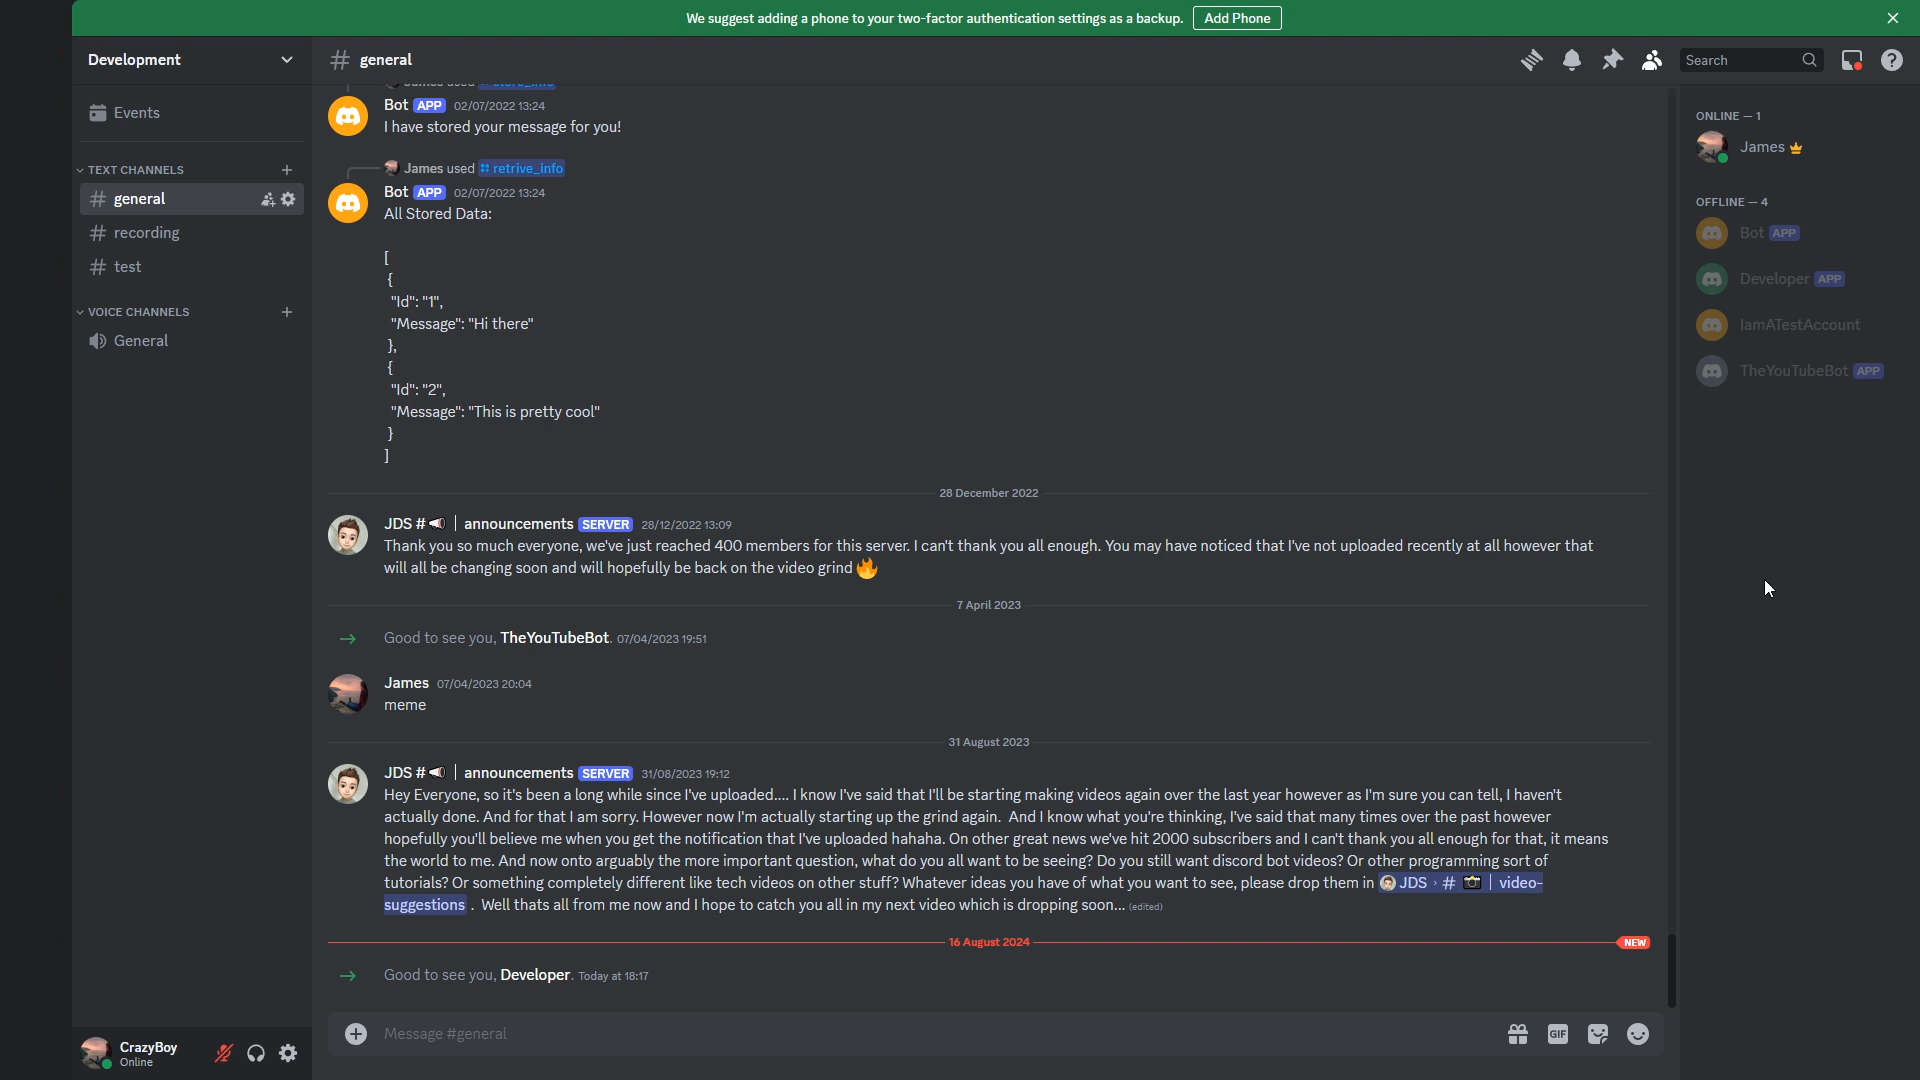 We suggest adding a phone to your two-factor authentication settings as a backup. Add Phone
Development
general
Search
Events
TEXT CHANNELS
general
recording
test
VOICE CHANNELS
General
Bot APP 02/07/2022 13:24
I have stored your message for you!
James used retrive_info
Bot APP 02/07/2022 13:24
All Stored Data:
[
{
"Id": "1",
"Message": "Hi there"
},
{
"Id": "2",
"Message": "This is pretty cool"
}
]
28 December 2022
JDS # | announcements SERVER 28/12/2022 13:09
Thank you so much everyone, we've just reached 400 members for this server. I can't thank you all enough. You may have noticed that I've not uploaded recently at all however that
will all be changing soon and will hopefully be back on the video grind
7 April 2023
Good to see you, TheYouTubeBot. 07/04/2023 19:51
James 07/04/2023 20:04
meme
31 August 2023
JDS # | announcements SERVER 31/08/2023 19:12
Hey Everyone, so it's been a long while since I've uploaded.... I know I've said that I'll be starting making videos again over the last year however as I'm sure you can tell, I haven't
actually done. And for that I am sorry. However now I'm actually starting up the grind again.  And I know what you're thinking, I've said that many times over the past however
hopefully you'll believe me when you get the notification that I've uploaded hahaha. On other great news we've hit 2000 subscribers and I can't thank you all enough for that, it means
the world to me. And now onto arguably the more important question, what do you all want to be seeing? Do you still want discord bot videos? Or other programming sort of
tutorials? Or something completely different like tech videos on other stuff? Whatever ideas you have of what you want to see, please drop them in JDS › # | video-
suggestions .  Well thats all from me now and I hope to catch you all in my next video which is dropping soon... (edited)
16 August 2024 NEW
Good to see you, Developer. Today at 18:17
Message #general
GIF
ONLINE — 1
James
OFFLINE — 4
Bot APP
Developer APP
IamATestAccount
TheYouTubeBot APP
CrazyBoy
Online